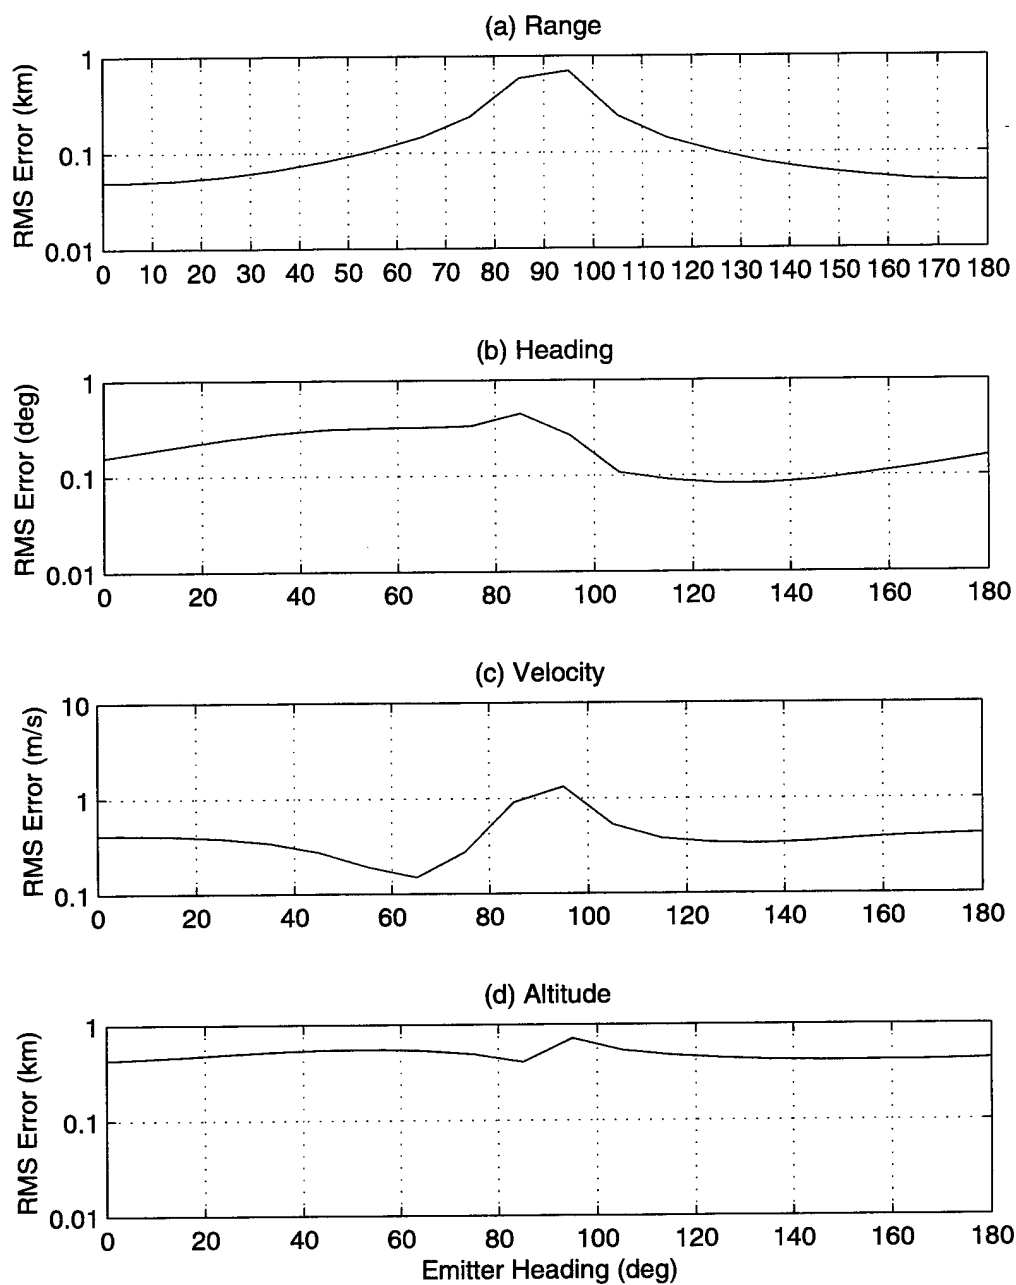 (a) Range
RMS Error (km)
1
0.1
0.01
0 10 20 30 40 50 60 70 80 90 100 110 120 130 140 150 160 170 180
(b) Heading
RMS Error (deg)
1
0.1
0.01
0 20 40 60 80 100 120 140 160 180
(c) Velocity
RMS Error (m/s)
10
1
0.1
0 20 40 60 80 100 120 140 160 180
(d) Altitude
RMS Error (km)
1
0.1
0.01
0 20 40 60 80 100 120 140 160 180
Emitter Heading (deg)